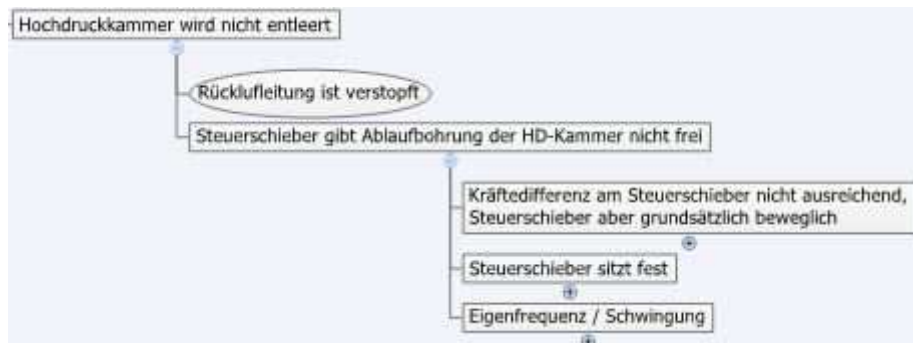 Hochdruckkammer wird nicht entleert
Rücklufleitung ist verstopft
Steuerschieber gibt Ablaufbohrung der HD-Kammer nicht frei
Kräftedifferenz am Steuerschieber nicht ausreichend,
Steuerschieber aber grundsätzlich beweglich
Steuerschieber sitzt fest
Eigenfrequenz / Schwingung